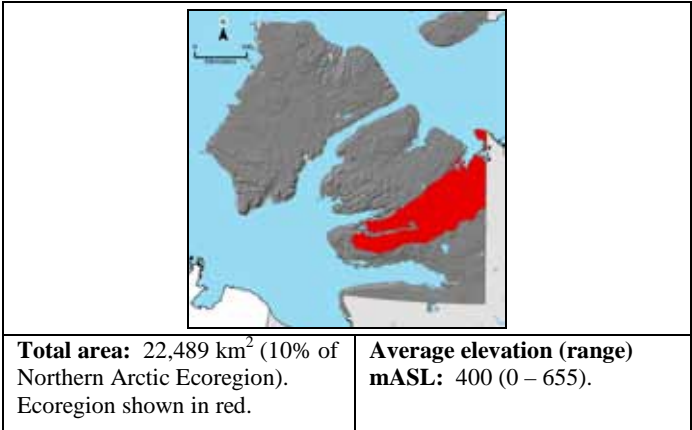 Total area: 22,489 km² (10% of
Northern Arctic Ecoregion).
Ecoregion shown in red.
Average elevation (range)
mASL: 400 (0 – 655).